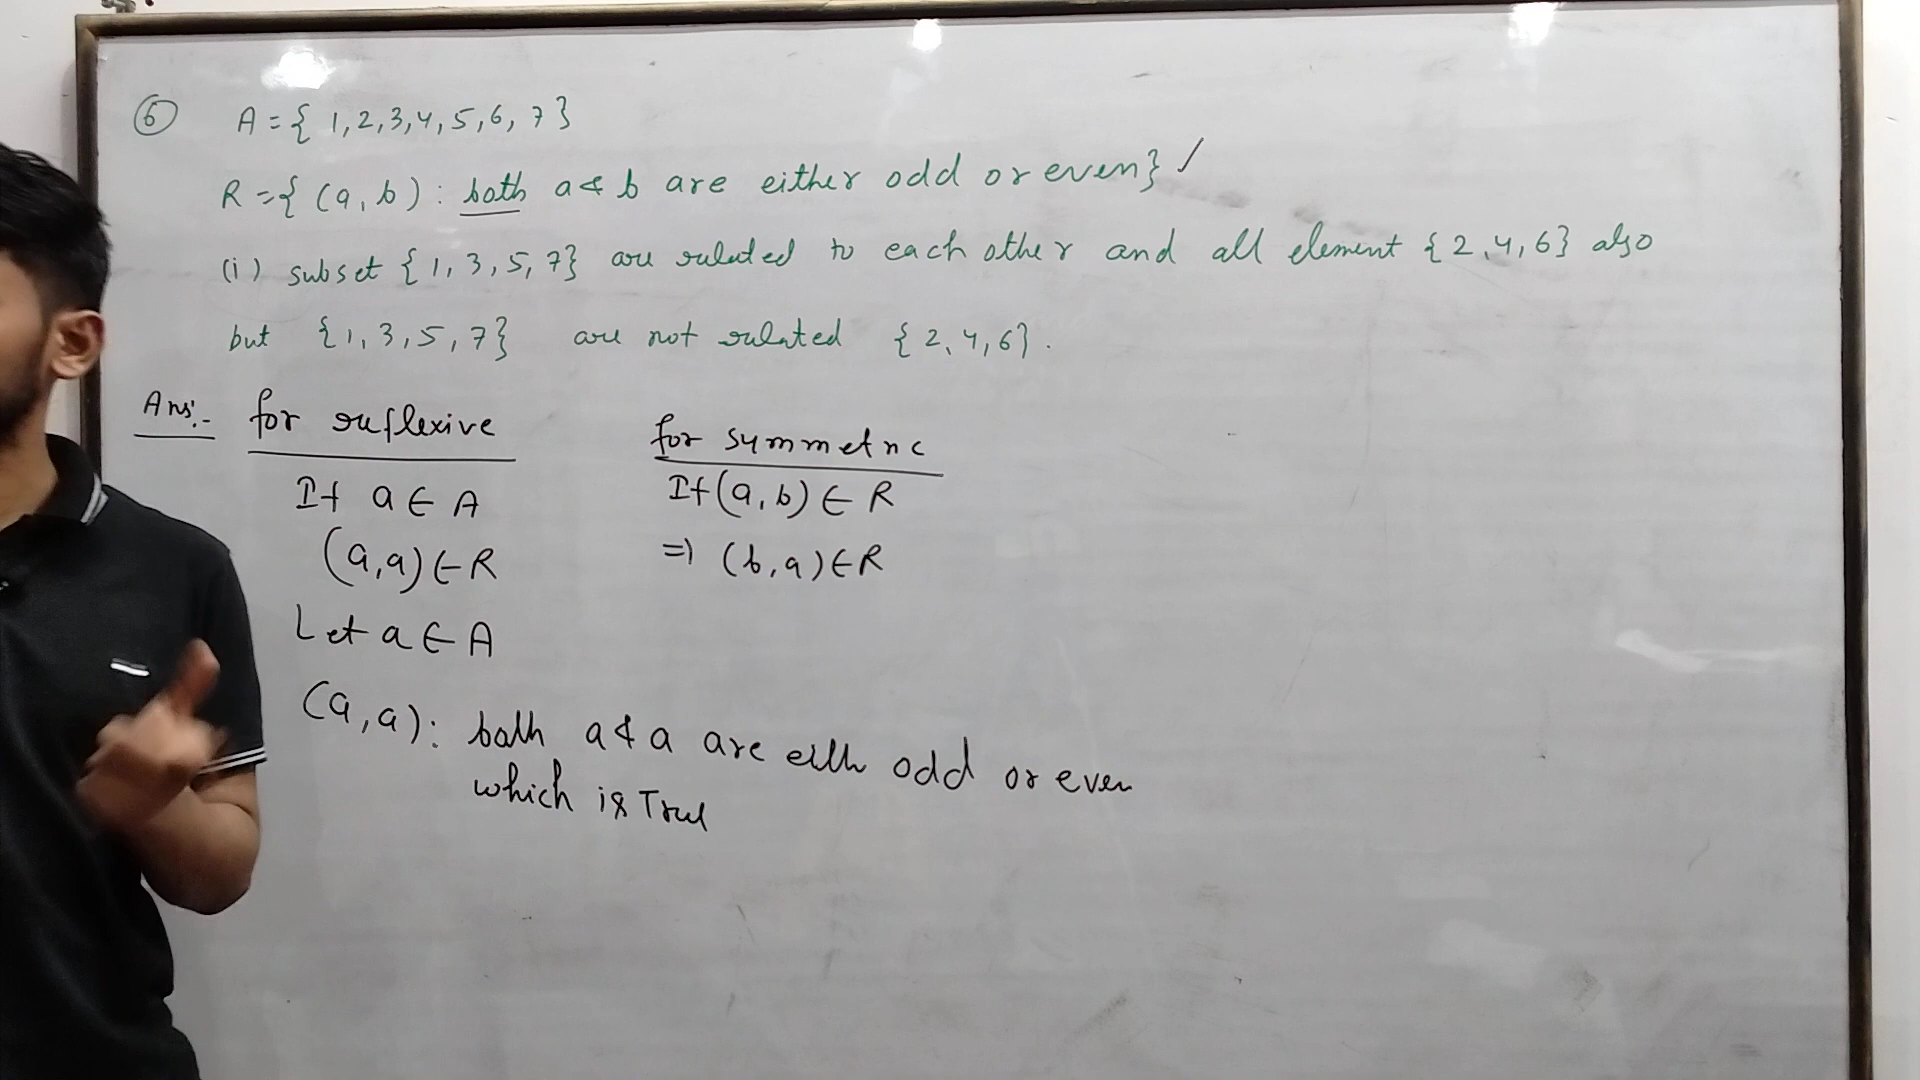 6 A = { 1,2,3,4,5,6,7 }
R = { (a, b) : both a & b are either odd or even}
(i) subset { 1, 3, 5, 7} are related to each other and all element { 2, 4, 6} also
but { 1, 3, 5, 7} are not related { 2, 4, 6} .
Ans:- for reflexive
If a ∈ A
(a,a) ∈ R
Let a ∈ A
(a,a): both a & a are eith odd or even
which is True
for symmetric
If (a,b) ∈ R
=> (b,a) ∈ R